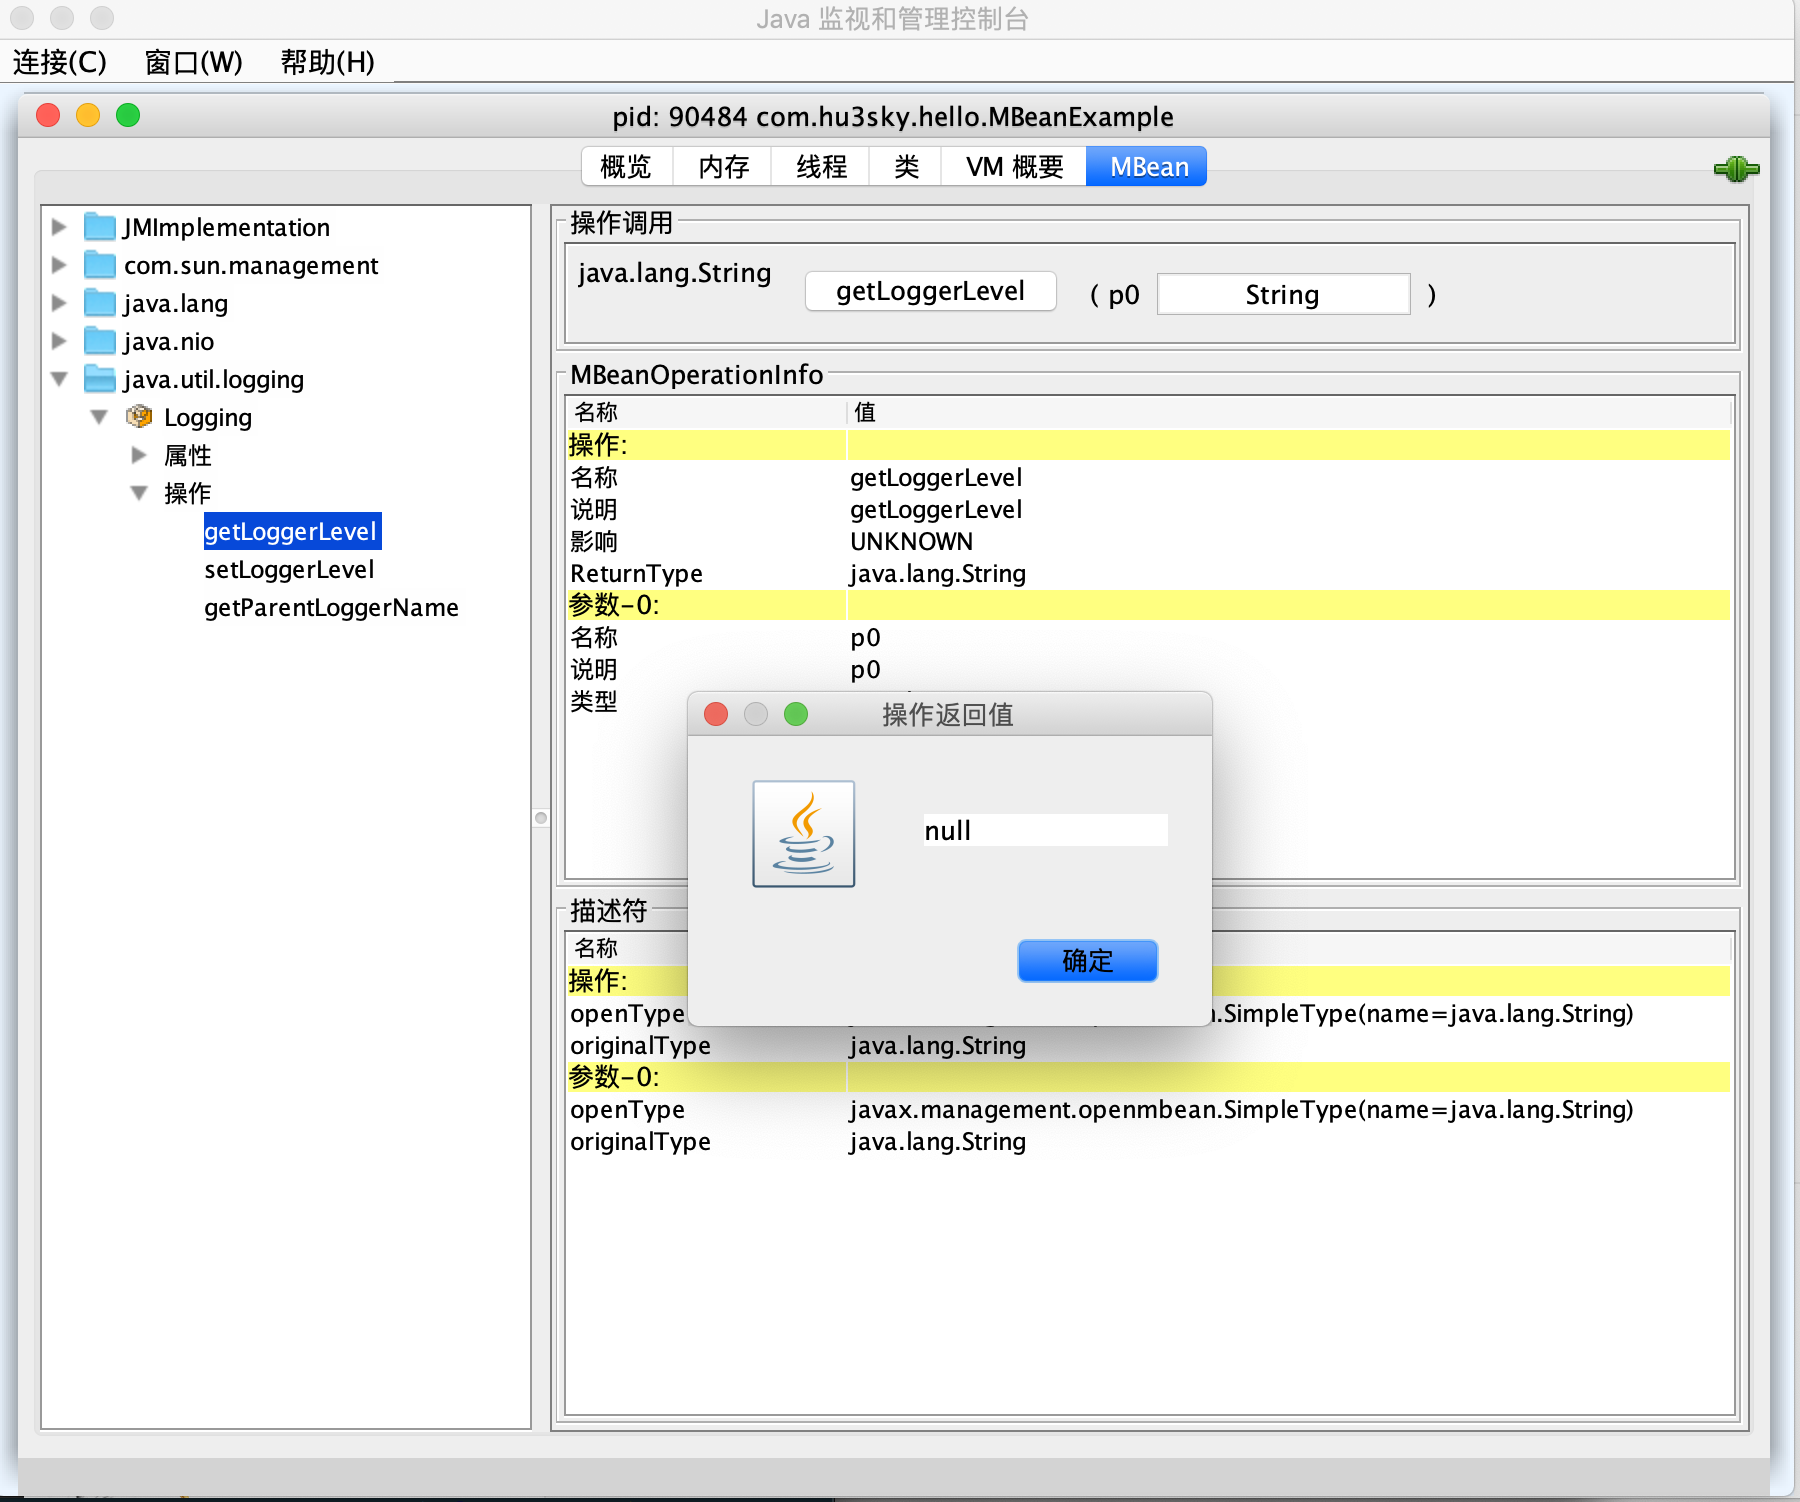 Java 监视和管理控制台
连接(C) 窗口(W) 帮助(H)
pid: 90484 com.hu3sky.hello.MBeanExample
概览 内存 线程 类 VM 概要 MBean
JMImplementation
com.sun.management
java.lang
java.nio
java.util.logging
Logging
属性
操作
getLoggerLevel
setLoggerLevel
getParentLoggerName
操作调用
java.lang.String getLoggerLevel ( p0 String )
MBeanOperationInfo
名称 值
操作:
名称 getLoggerLevel
说明 getLoggerLevel
影响 UNKNOWN
ReturnType java.lang.String
参数-0:
名称 p0
说明 p0
类型
操作返回值
null
确定
描述符
名称
操作:
openType .SimpleType(name=java.lang.String)
originalType java.lang.String
参数-0:
openType javax.management.openmbean.SimpleType(name=java.lang.String)
originalType java.lang.String